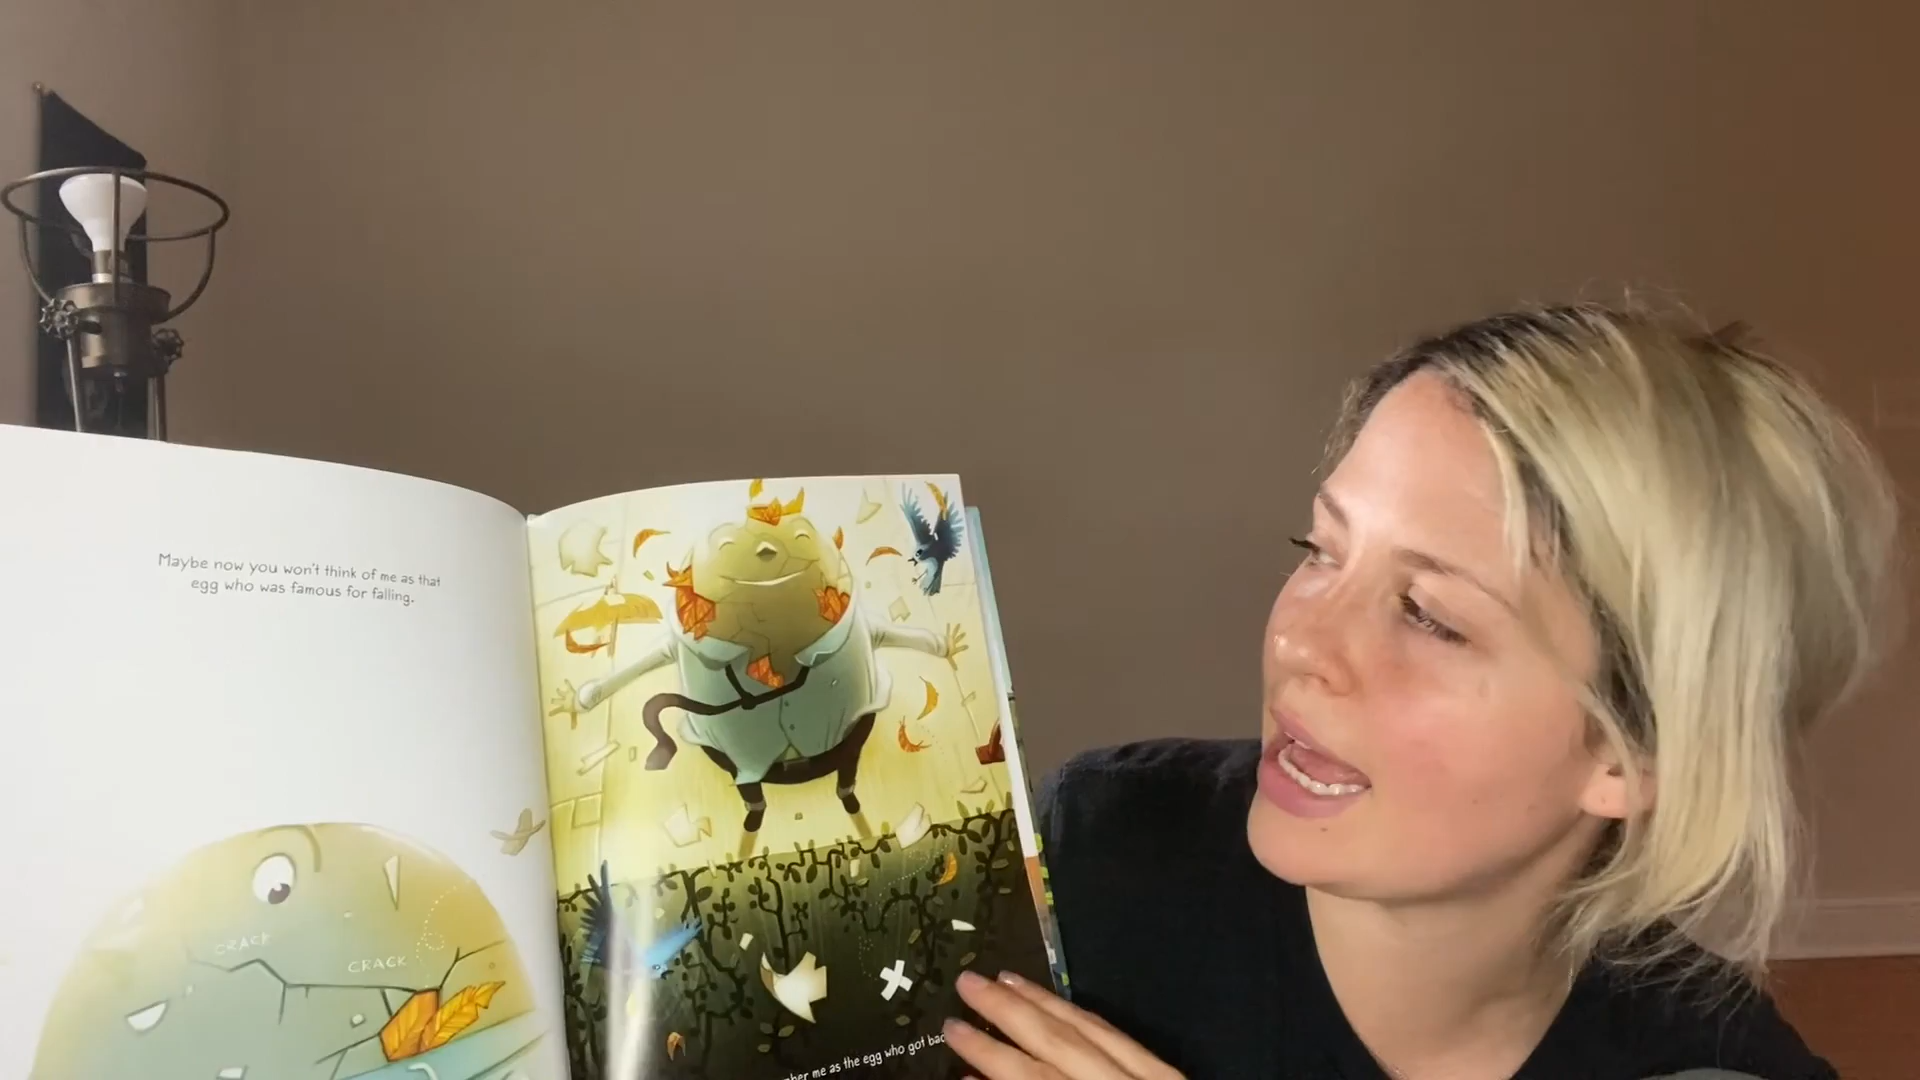 Maybe now you won't think of me as that
egg who was famous for falling.
CRACK
CRACK
me as the egg who got